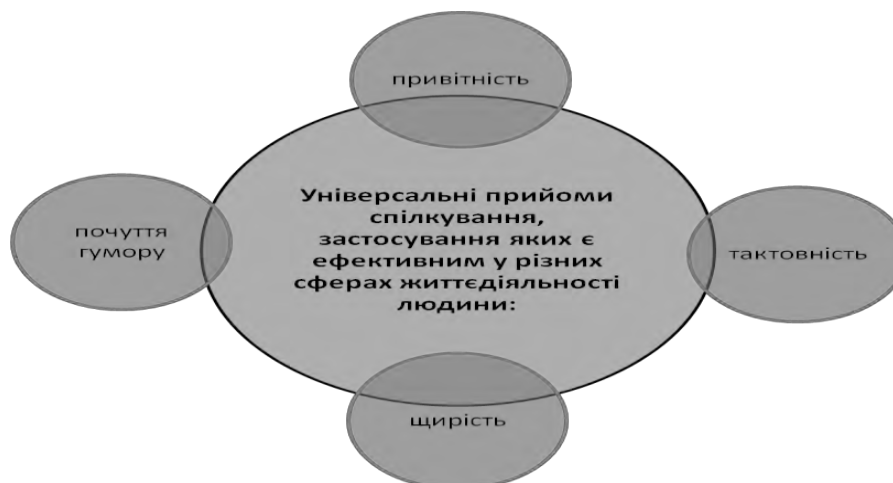 привітність
Універсальні прийоми
спілкування,
застосування яких є
ефективним у різних
сферах життєдіяльності
людини:
почуття
гумору
тактовність
щирість